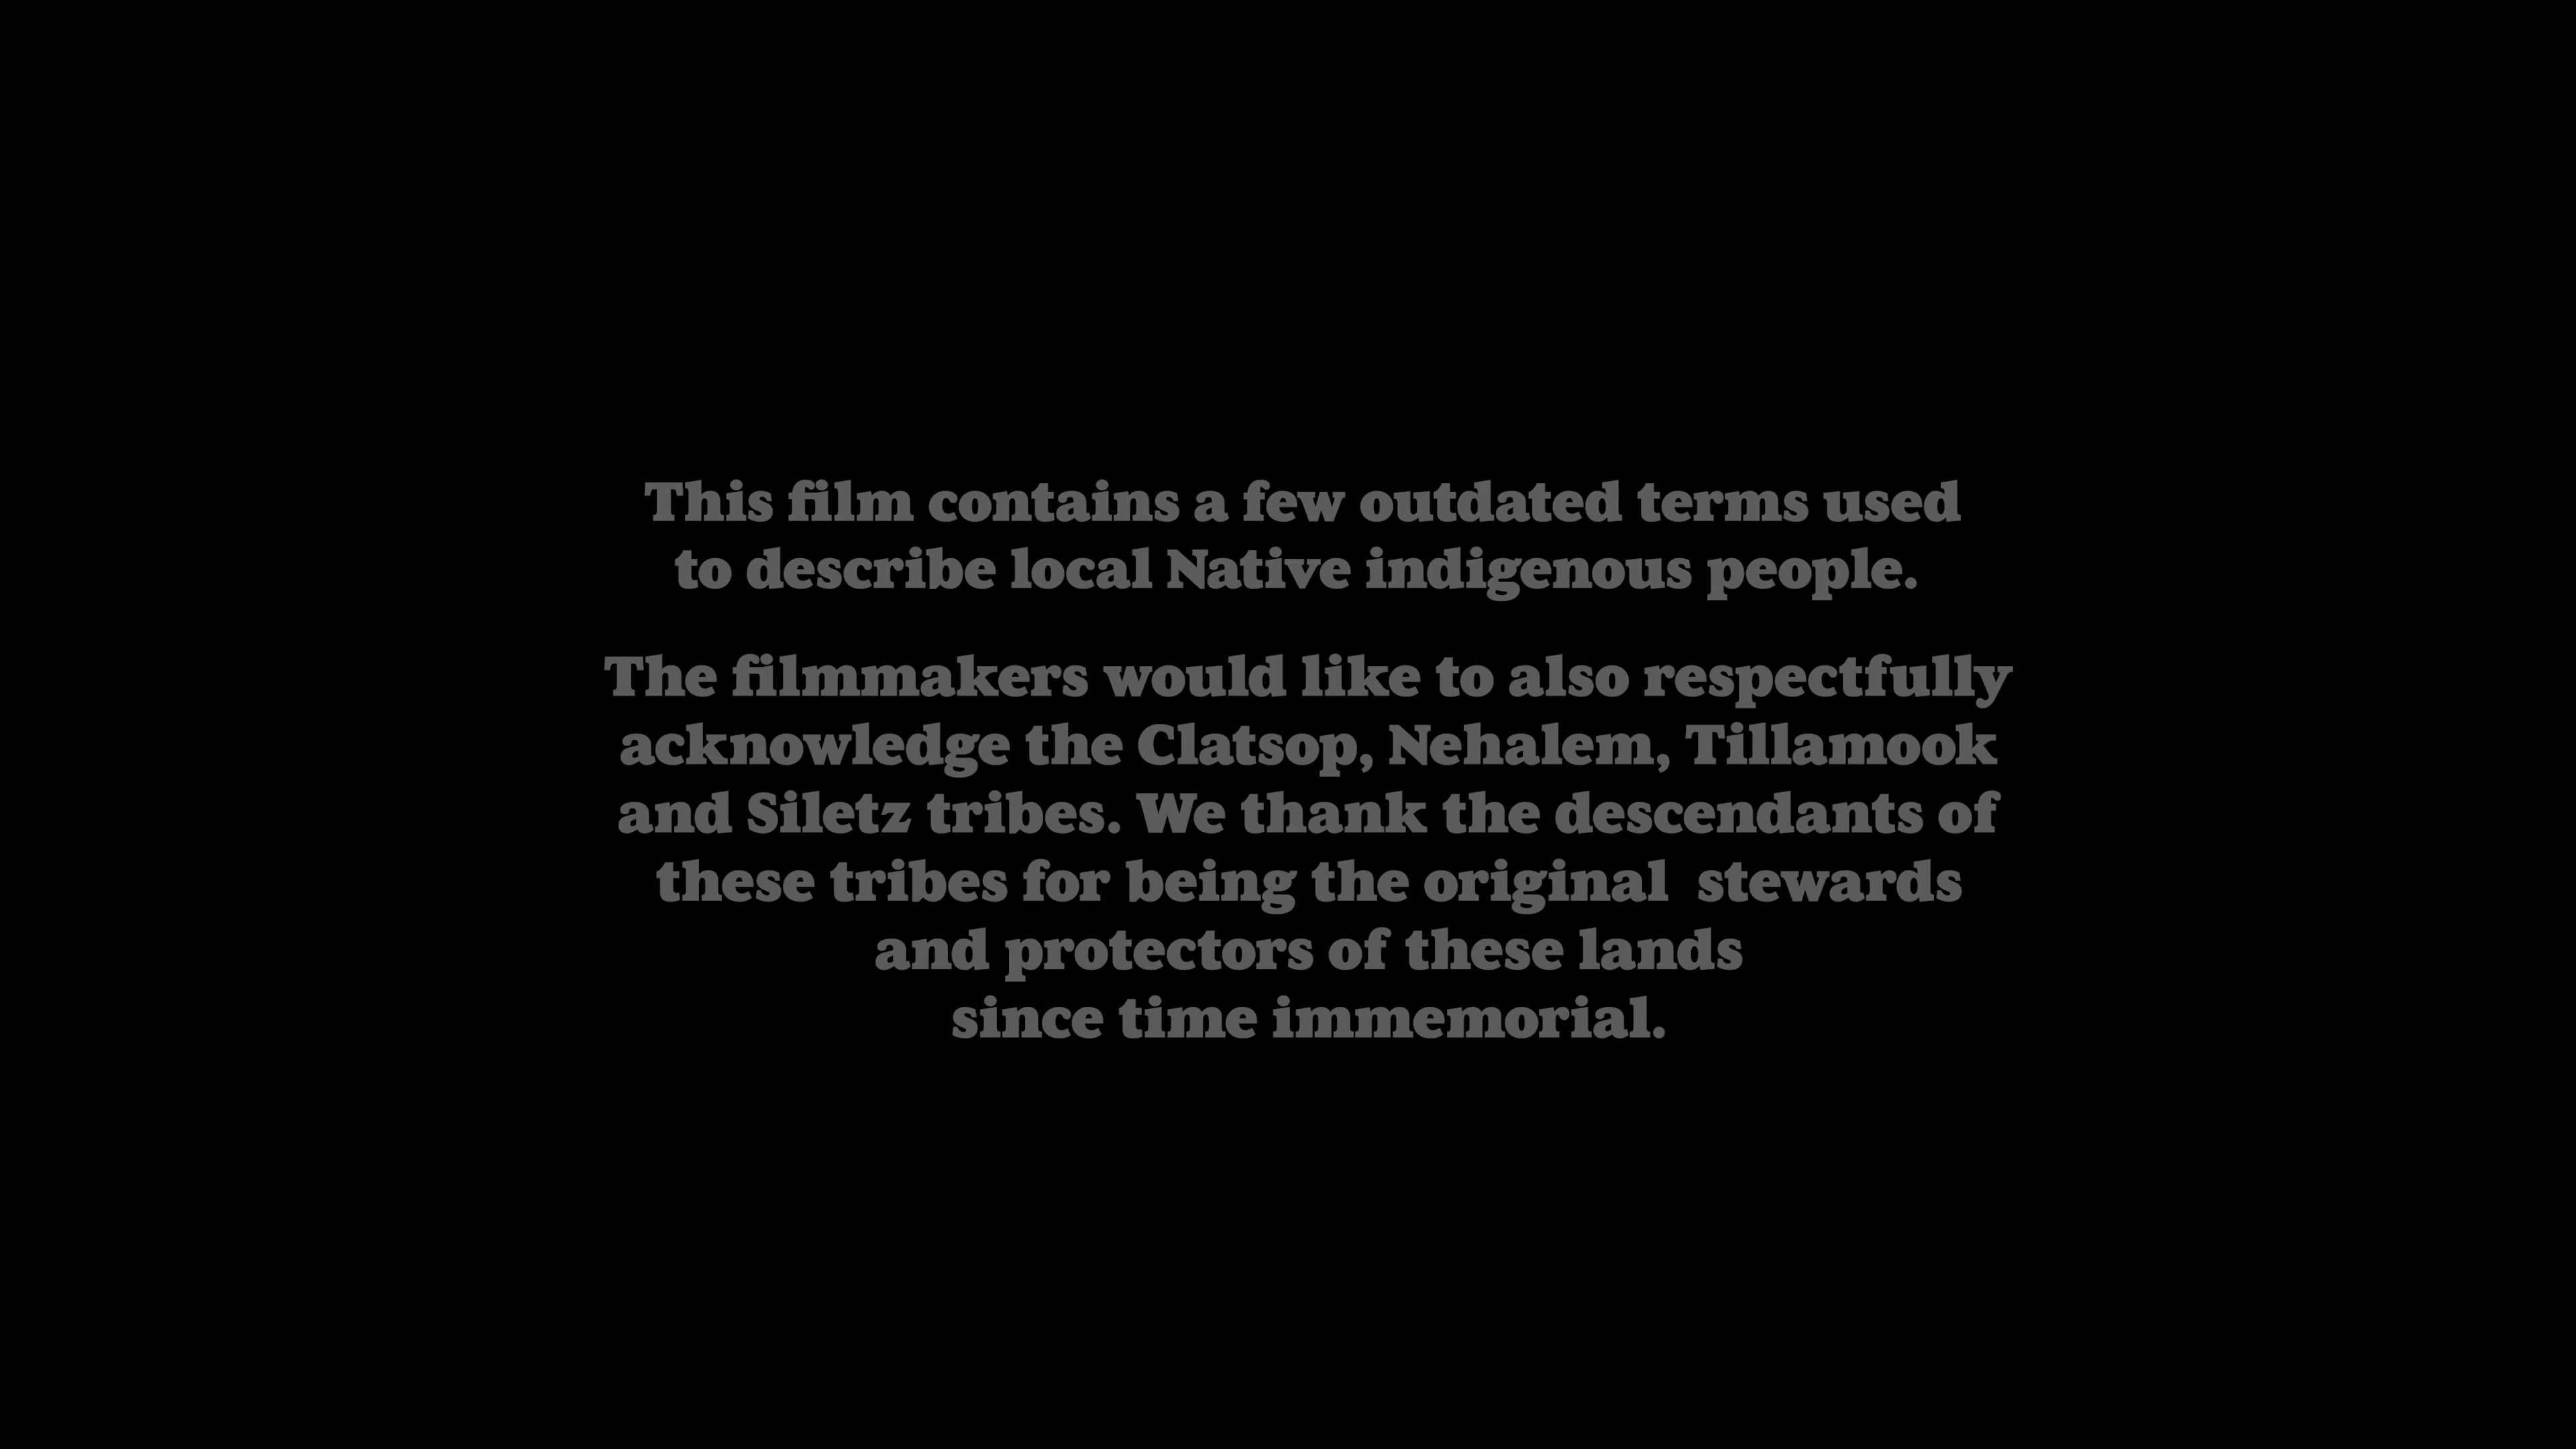 This film contains a few outdated terms used
to describe local Native indigenous people.
The filmmakers would like to also respectfully
acknowledge the Clatsop, Nehalem, Tillamook
and Siletz tribes. We thank the descendants of
these tribes for being the original  stewards
and protectors of these lands
since time immemorial.